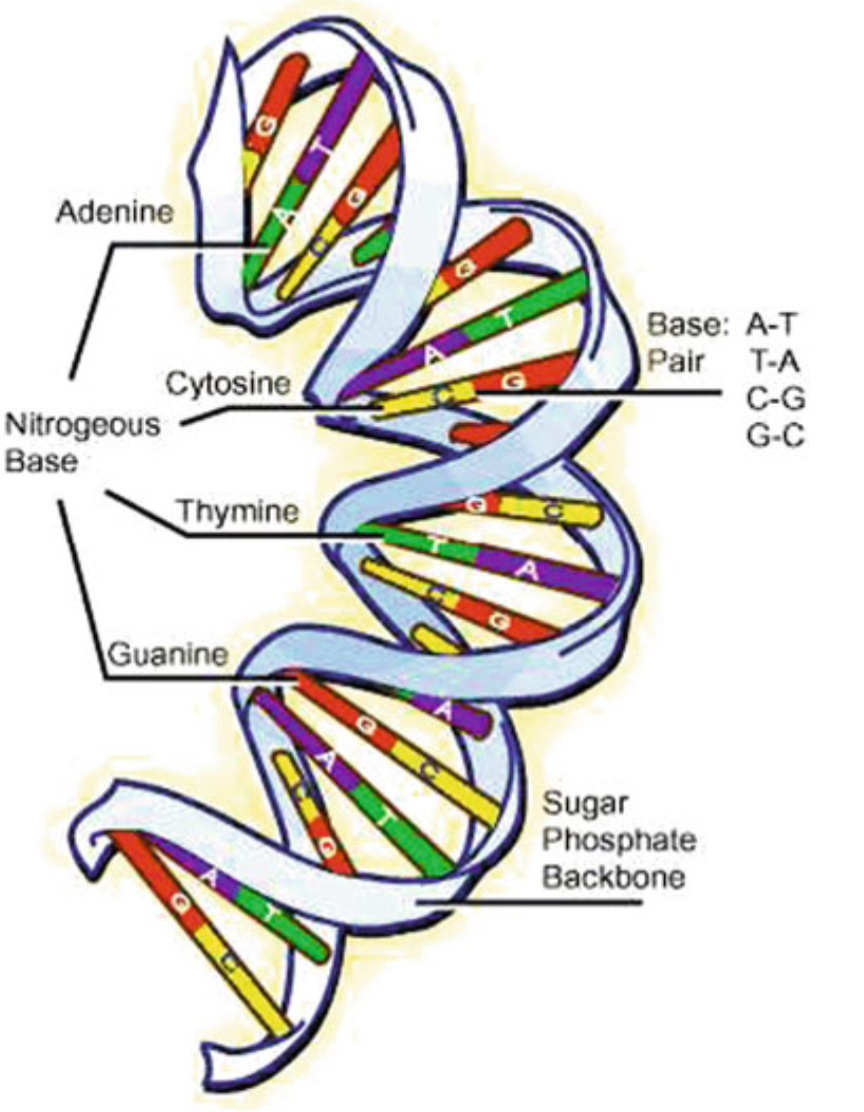 G
T
A
G
C
Adenine
G
T
A
Base: A-T
Pair T-A
C-G
G-C
Cytosine
C
G
Nitrogeous
Base
G
C
Thymine
T
A
C
G
Guanine
A
G
C
A
T
C
G
Sugar
Phosphate
Backbone
A
T
G
C